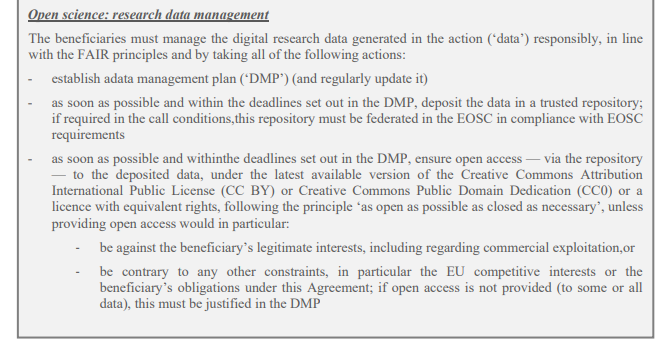 Open science: research data management
The beneficiaries must manage the digital research data generated in the action (‘data’) responsibly, in line
with the FAIR principles and by taking all of the following actions:
- establish adata management plan (‘DMP’) (and regularly update it)
- as soon as possible and within the deadlines set out in the DMP, deposit the data in a trusted repository;
if required in the call conditions,this repository must be federated in the EOSC in compliance with EOSC
requirements
- as soon as possible and withinthe deadlines set out in the DMP, ensure open access — via the repository
— to the deposited data, under the latest available version of the Creative Commons Attribution
International Public License (CC BY) or Creative Commons Public Domain Dedication (CC0) or a
licence with equivalent rights, following the principle ‘as open as possible as closed as necessary’, unless
providing open access would in particular:
- be against the beneficiary’s legitimate interests, including regarding commercial exploitation,or
- be contrary to any other constraints, in particular the EU competitive interests or the
beneficiary’s obligations under this Agreement; if open access is not provided (to some or all
data), this must be justified in the DMP